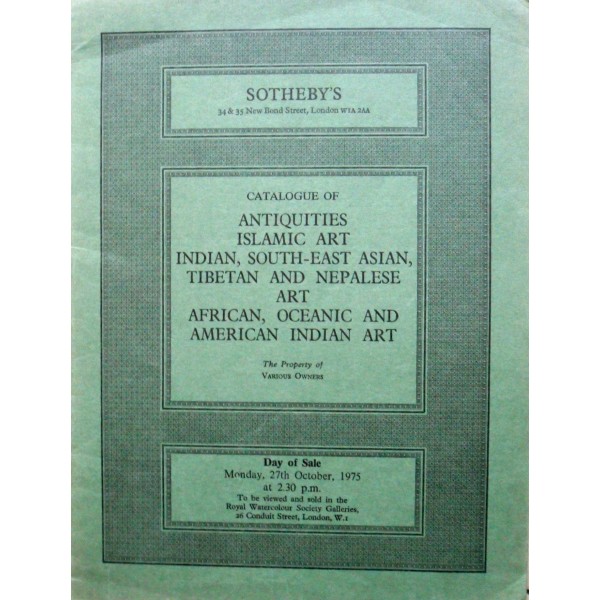 SOTHEBY'S
34 & 35 New Bond Street, London W1A 2AA
CATALOGUE OF
ANTIQUITIES
ISLAMIC ART
INDIAN, SOUTH-EAST ASIAN,
TIBETAN AND NEPALESE
ART
AFRICAN, OCEANIC AND
AMERICAN INDIAN ART
The Property of
VARIOUS OWNERS
Day of Sale
Monday, 27th October, 1975
at 2.30 p.m.
To be viewed and sold in the
Royal Watercolour Society Galleries,
26 Conduit Street, London, W.1